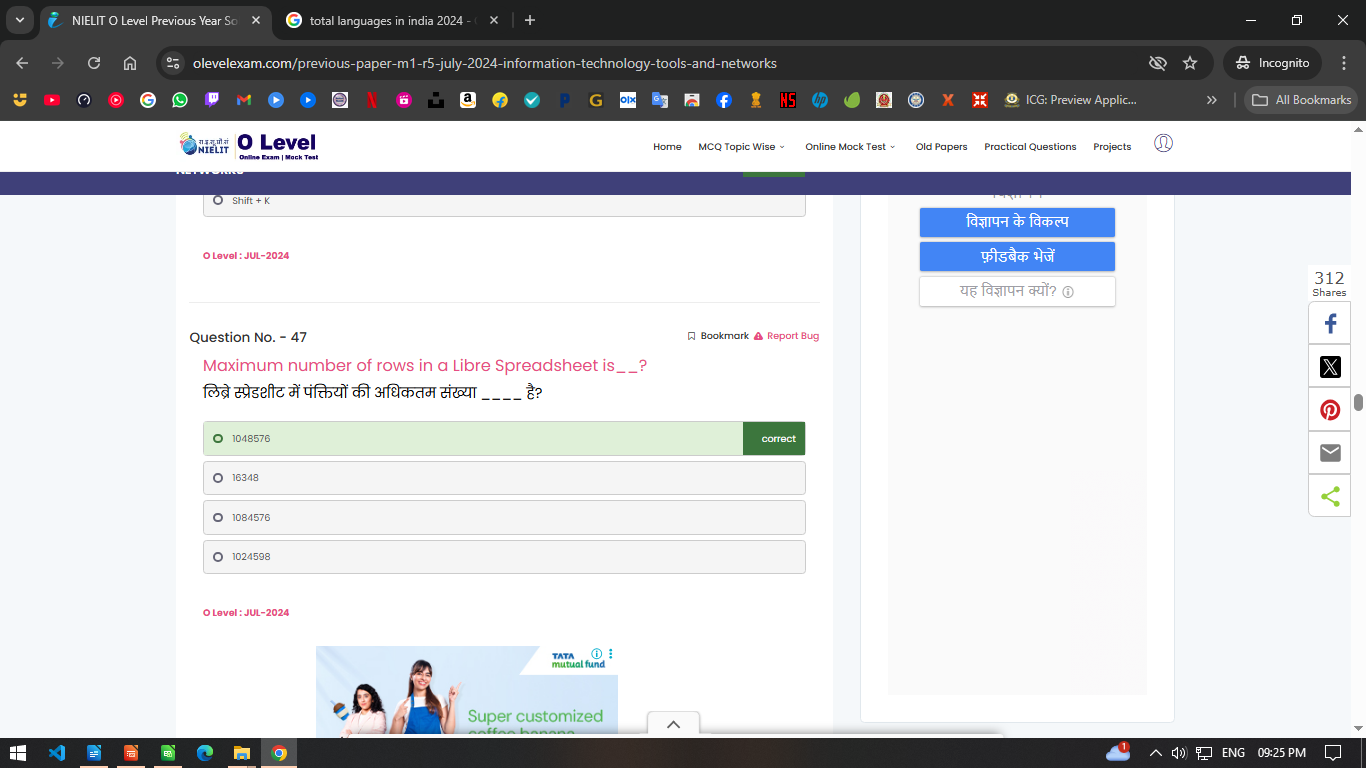 NIELIT O Level Previous Year So
total languages in india 2024 -
olevelexam.com/previous-paper-m1-r5-july-2024-information-technology-tools-and-networks
Incognito
ICG: Preview Applic...
All Bookmarks
रा.इ.सू.प्रौ.सं
NIELIT
O Level
Online Exam | Mock Test
Home
MCQ Topic Wise
Online Mock Test
Old Papers
Practical Questions
Projects
NETWORKS
Shift + K
O Level : JUL-2024
Question No. - 47
Bookmark
Report Bug
Maximum number of rows in a Libre Spreadsheet is__?
लिब्रे स्प्रेडशीट में पंक्तियों की अधिकतम संख्या ____ है?
1048576
correct
16348
1084576
1024598
O Level : JUL-2024
TATA
mutual fund
Super customized
विज्ञापन के विकल्प
फ़ीडबैक भेजें
यह विज्ञापन क्यों?
312
Shares
1
ENG
09:25 PM